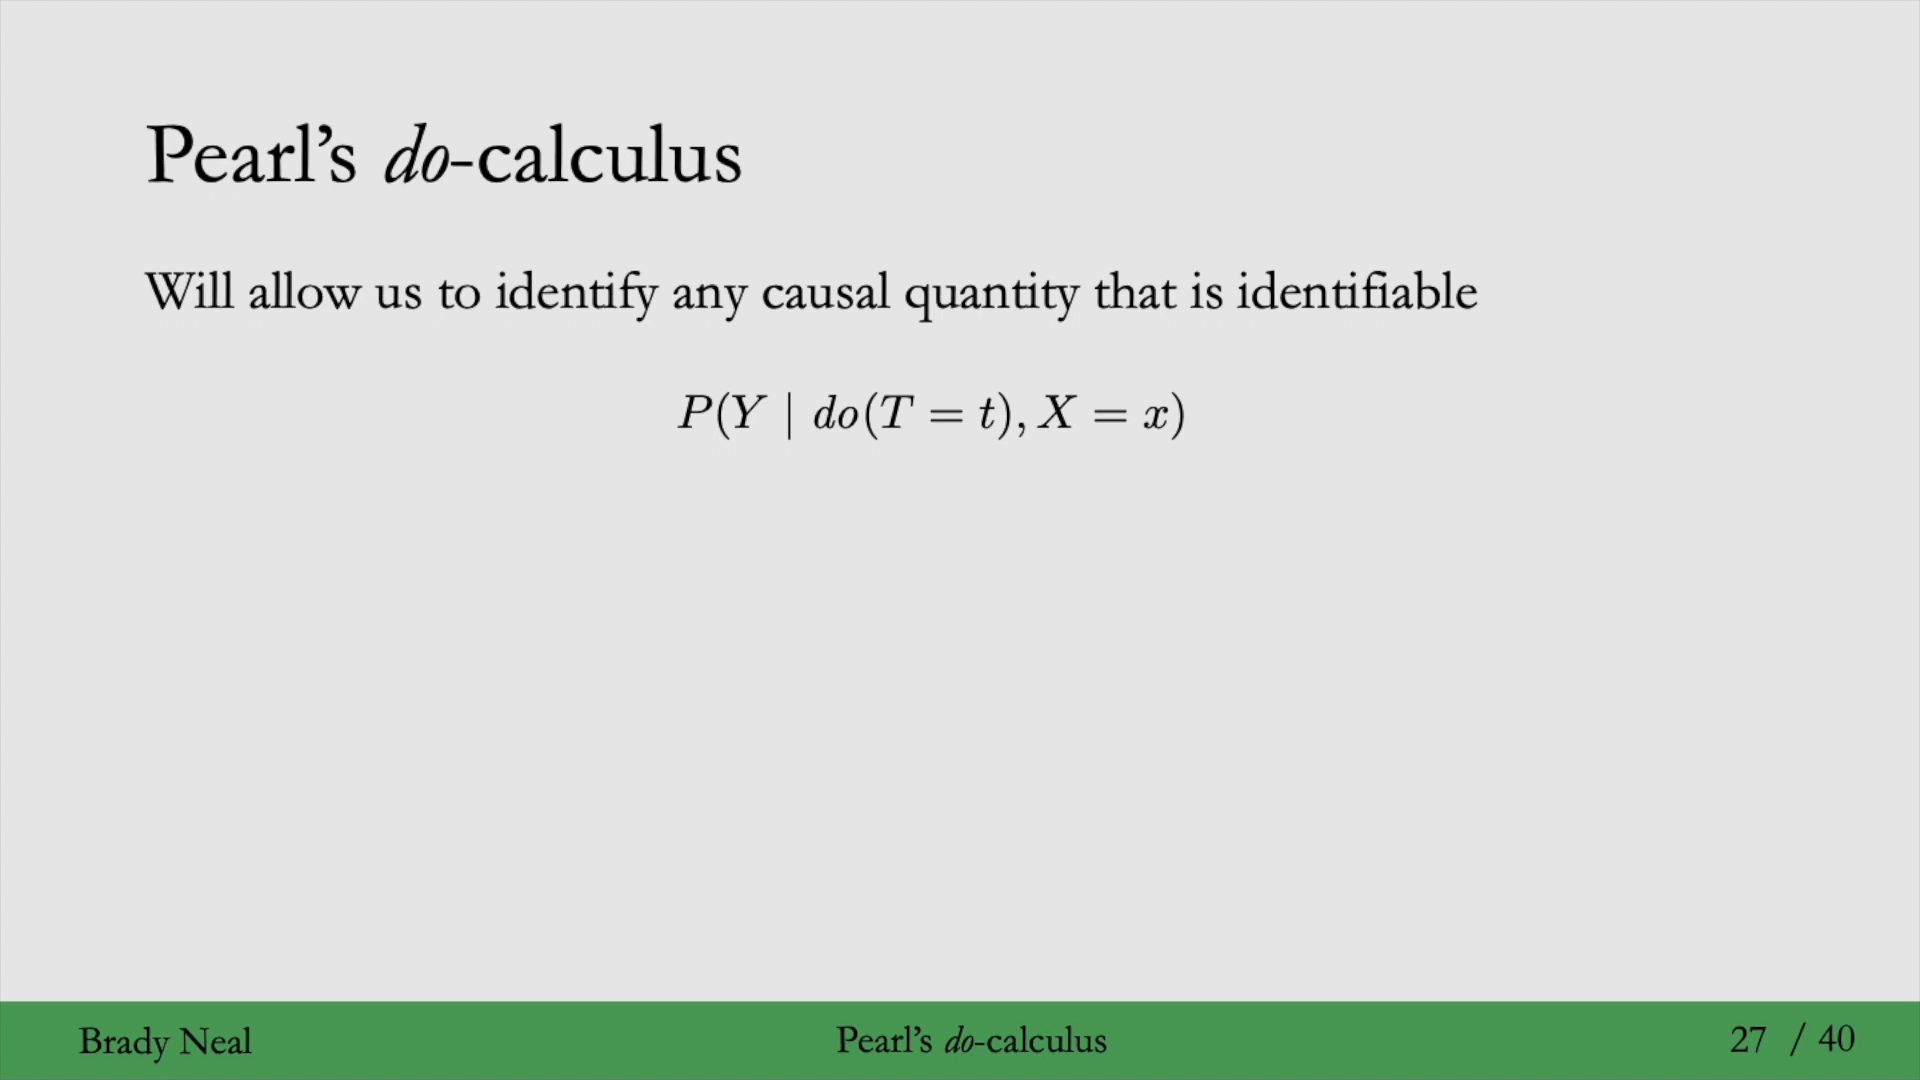 Pearl’s do-calculus
Will allow us to identify any causal quantity that is identifiable
P(Y | do(T = t), X = x)
Brady Neal
Pearl’s do-calculus
27 / 40